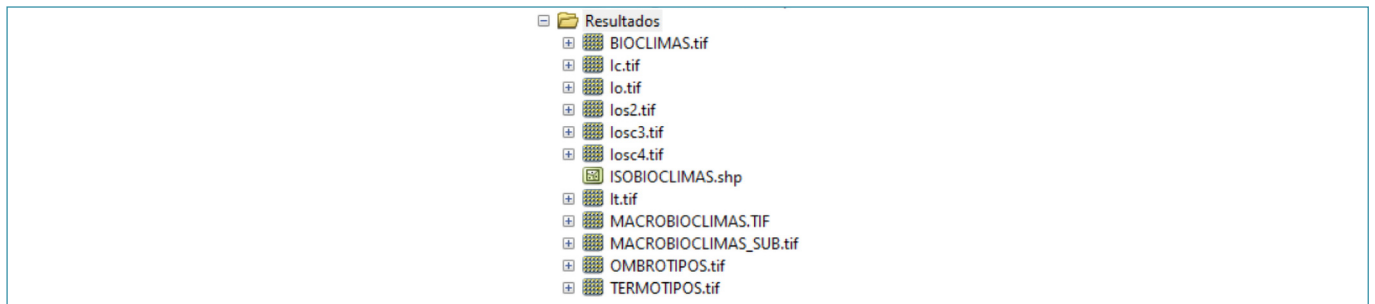 Resultados
BIOCLIMAS.tif
Ic.tif
Io.tif
Ios2.tif
Iosc3.tif
Iosc4.tif
ISOBIOCLIMAS.shp
It.tif
MACROBIOCLIMAS.TIF
MACROBIOCLIMAS_SUB.tif
OMBROTIPOS.tif
TERMOTIPOS.tif